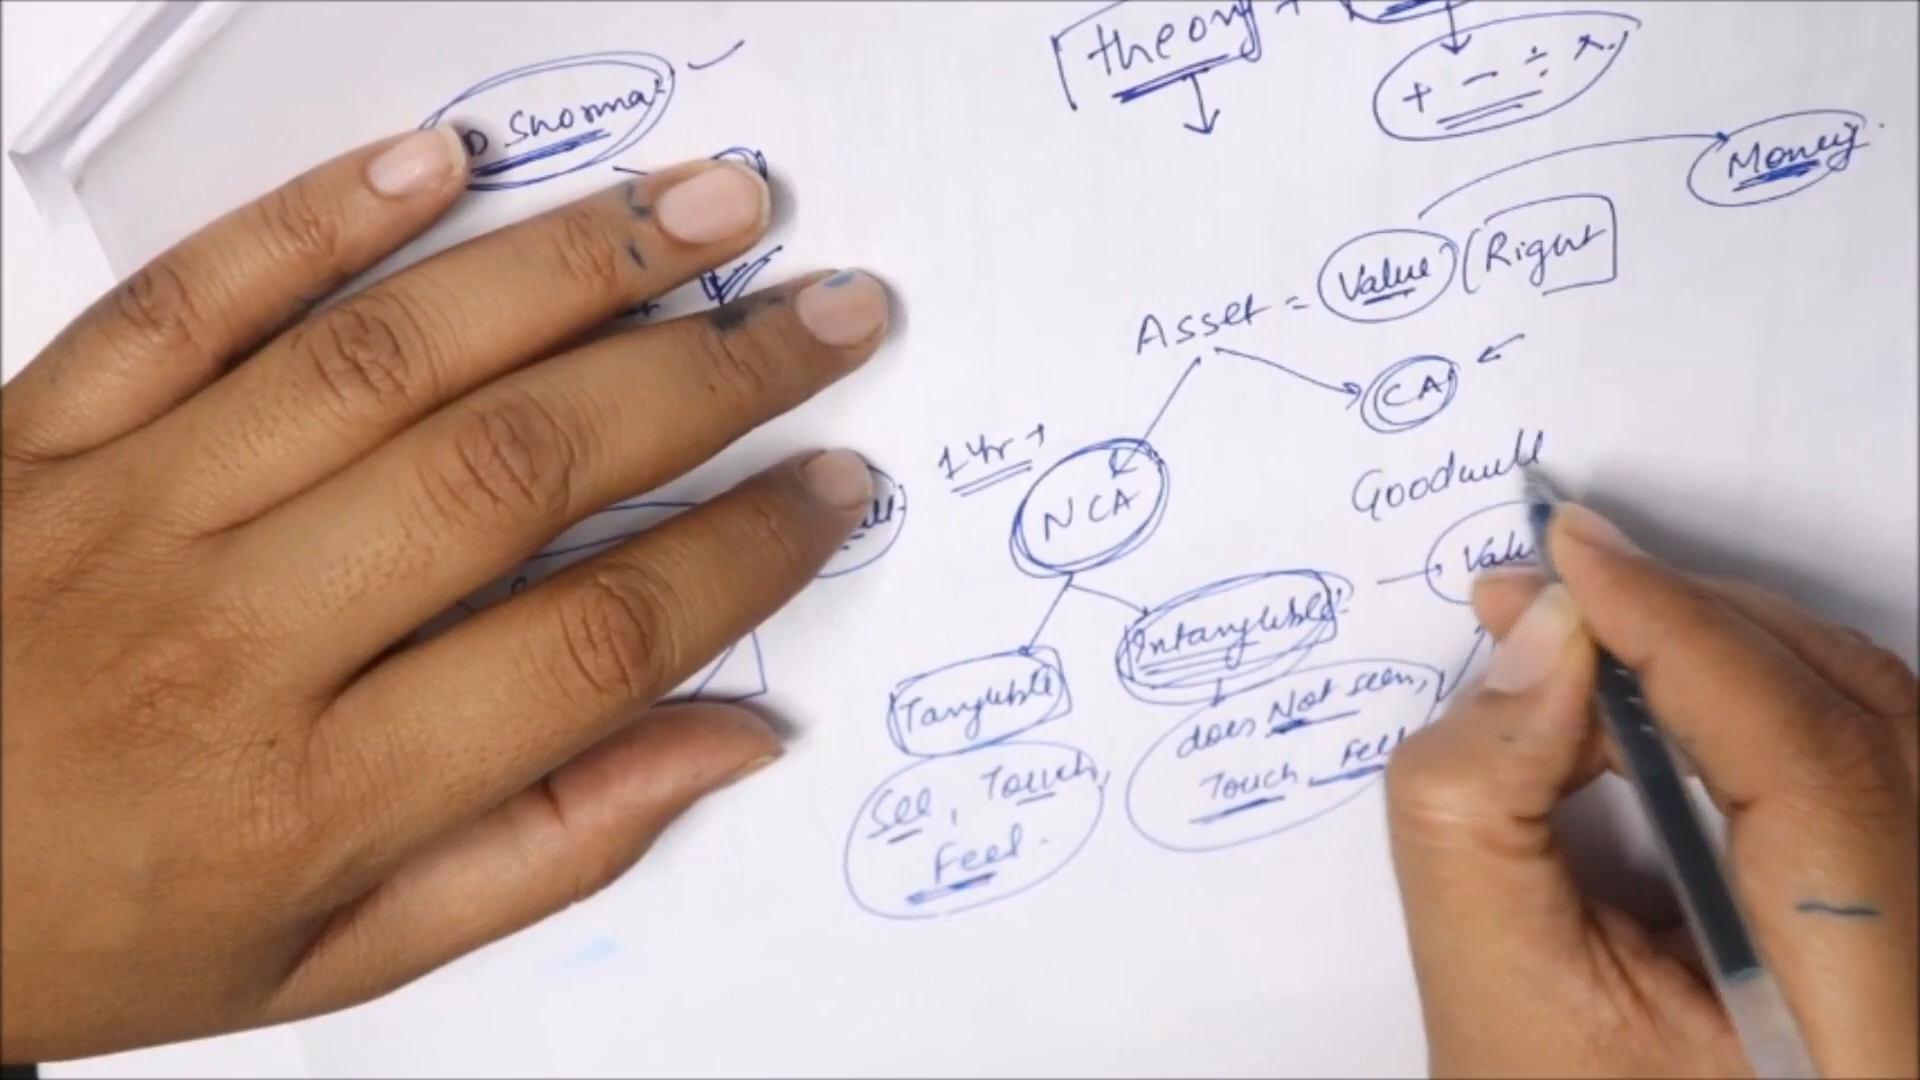 theory +
+ - ÷ ×.
Money.
Asset = Value (Right
CA
1 Yr +
NCA
Goodwill
Value
Intangible
Tangible
does Not seen,
Touch, Feel
See, Touch,
Feel.